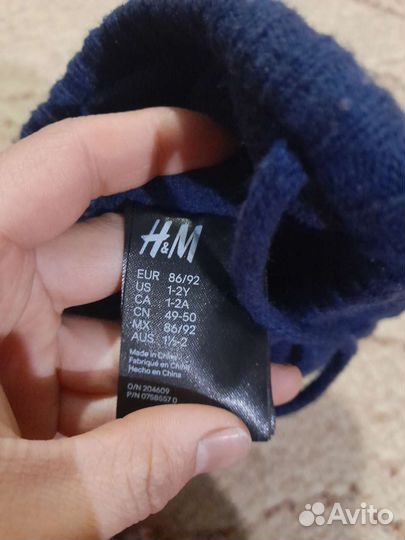 H&M
EUR 86/92
US 1-2Y
CA 1-2A
CN 49-50
MX 86/92
AUS 1½-2
Made in China
Fabriqué en Chine
Hecho en China
O/N 204609
P/N 0758557 0
Avito